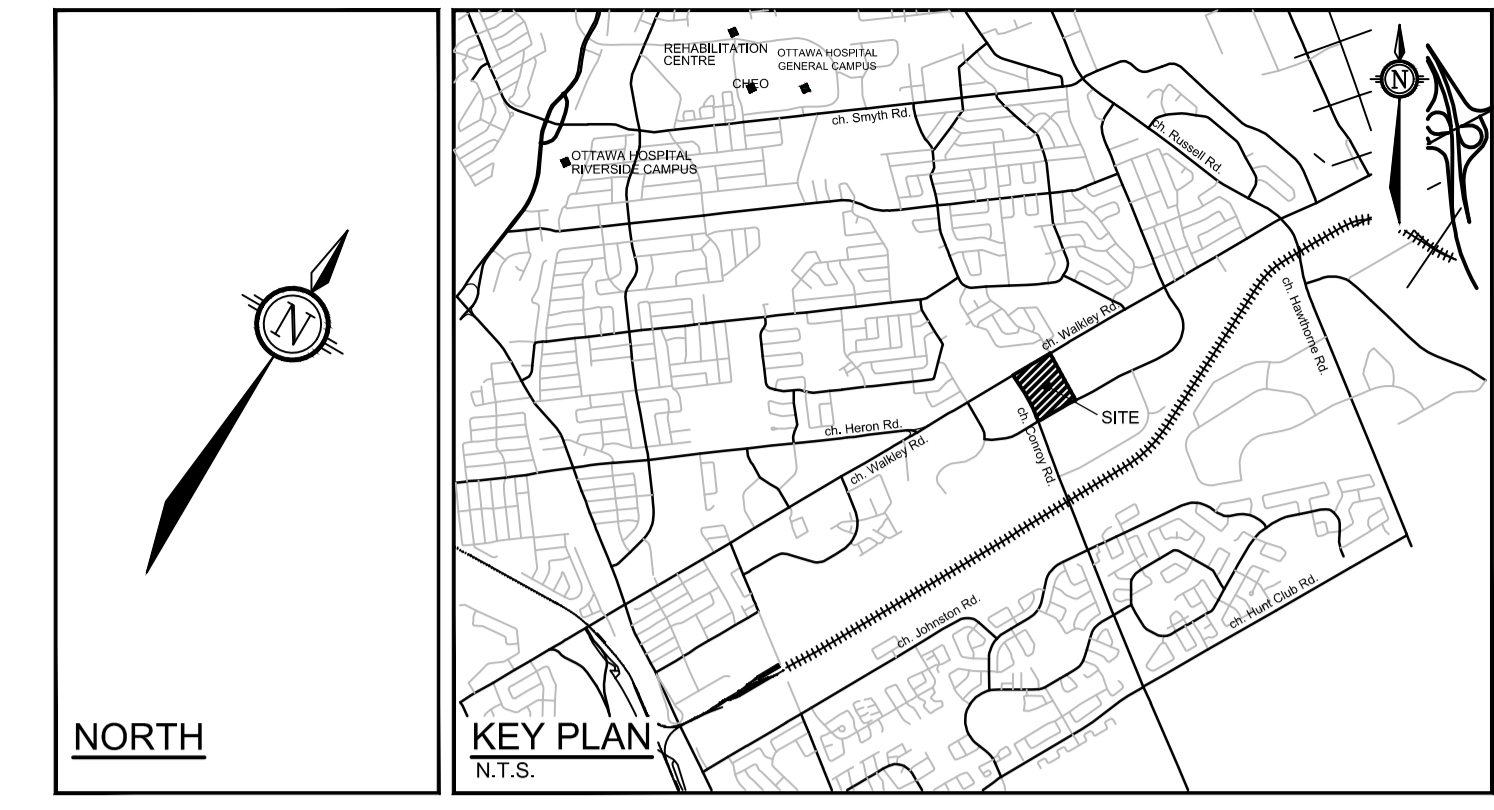 N
NORTH
REHABILITATION
CENTRE
OTTAWA HOSPITAL
GENERAL CAMPUS
CHEO
ch. Smyth Rd.
ch. Russell Rd.
N
OTTAWA HOSPITAL
RIVERSIDE CAMPUS
ch. Hawthorne Rd.
ch. Walkley Rd.
SITE
ch. Conroy Rd.
ch. Heron Rd.
ch. Walkley Rd.
ch. Johnston Rd.
ch. Hunt Club Rd.
KEY PLAN
N.T.S.